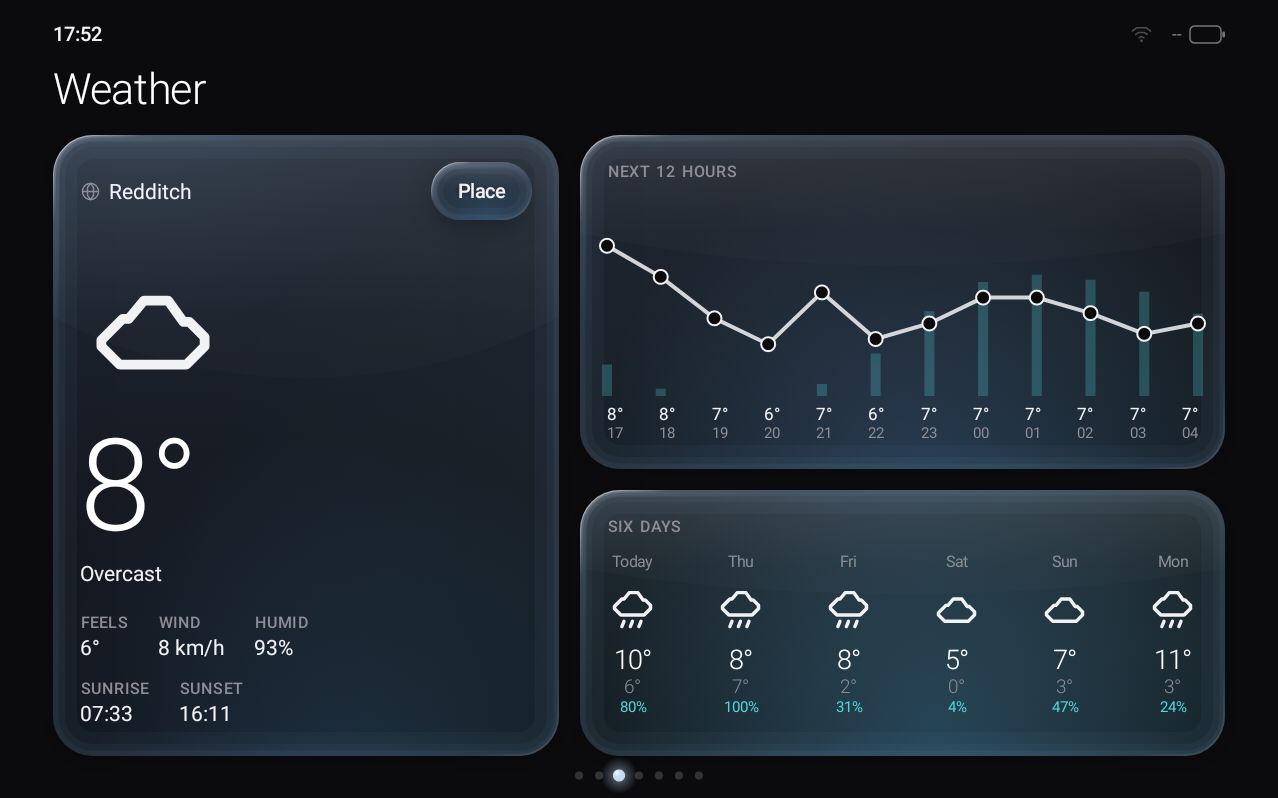 17:52
--
Weather
Redditch
Place
8°
Overcast
FEELS WIND HUMID
6° 8 km/h 93%
SUNRISE SUNSET
07:33 16:11
NEXT 12 HOURS
8° 8° 7° 6° 7° 6° 7° 7° 7° 7° 7° 7°
17 18 19 20 21 22 23 00 01 02 03 04
SIX DAYS
Today Thu Fri Sat Sun Mon
10° 8° 8° 5° 7° 11°
6° 7° 2° 0° 3° 3°
80% 100% 31% 4% 47% 24%